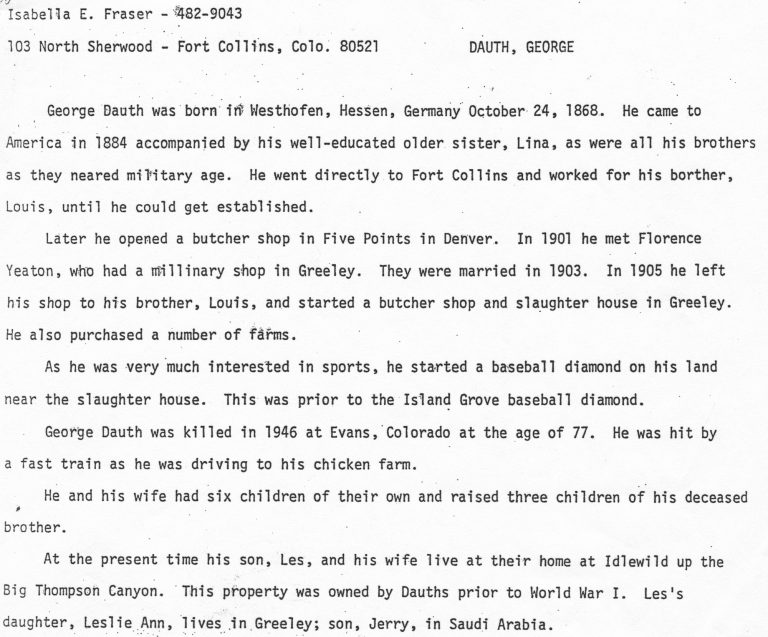 Isabella E. Fraser - 482-9043
103 North Sherwood - Fort Collins, Colo. 80521 DAUTH, GEORGE
George Dauth was born in Westhofen, Hessen, Germany October 24, 1868. He came to
America in 1884 accompanied by his well-educated older sister, Lina, as were all his brothers
as they neared military age. He went directly to Fort Collins and worked for his borther,
Louis, until he could get established.
Later he opened a butcher shop in Five Points in Denver. In 1901 he met Florence
Yeaton, who had a millinary shop in Greeley. They were married in 1903. In 1905 he left
his shop to his brother, Louis, and started a butcher shop and slaughter house in Greeley.
He also purchased a number of farms.
As he was very much interested in sports, he started a baseball diamond on his land
near the slaughter house. This was prior to the Island Grove baseball diamond.
George Dauth was killed in 1946 at Evans, Colorado at the age of 77. He was hit by
a fast train as he was driving to his chicken farm.
He and his wife had six children of their own and raised three children of his deceased
brother.
At the present time his son, Les, and his wife live at their home at Idlewild up the
Big Thompson Canyon. This property was owned by Dauths prior to World War I. Les's
daughter, Leslie Ann, lives in Greeley; son, Jerry, in Saudi Arabia.